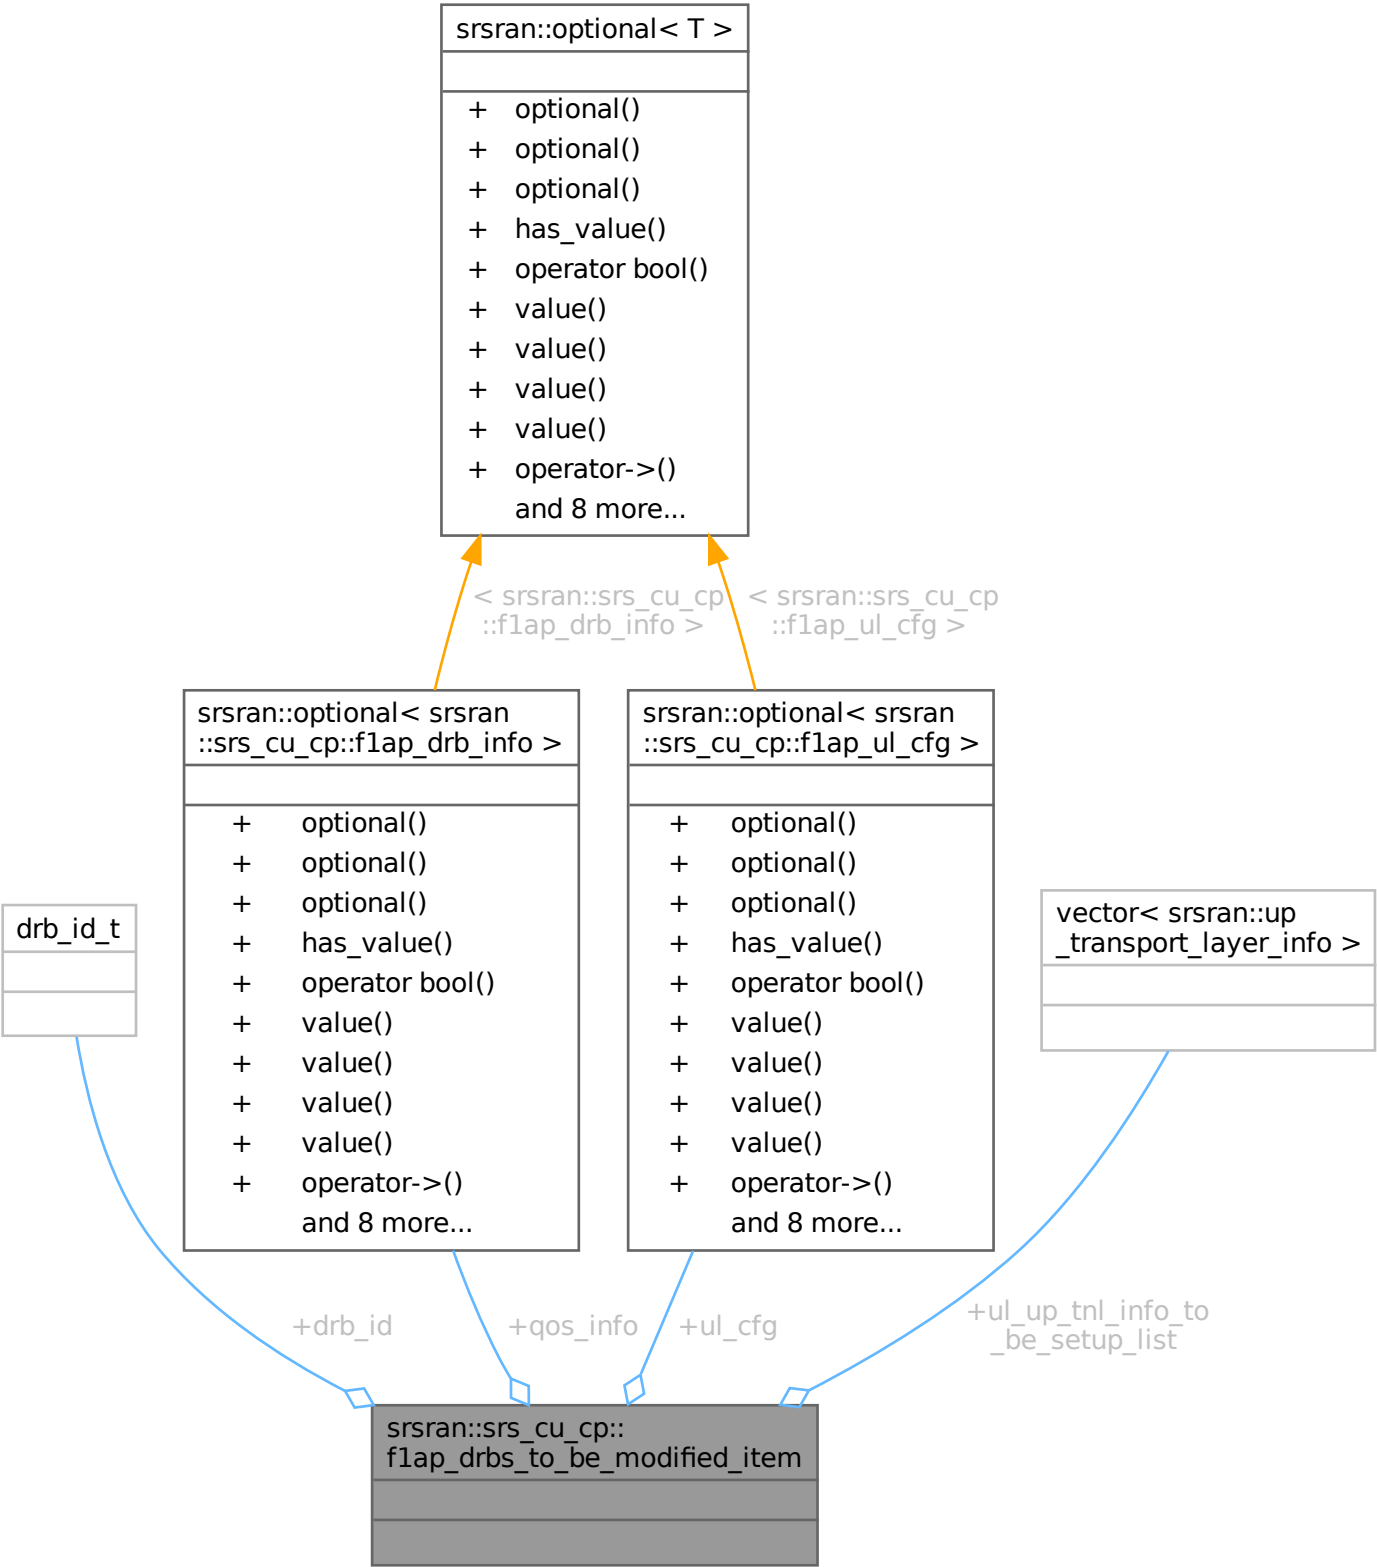 srsran::optional< T >
+ optional()
+ optional()
+ optional()
+ has_value()
+ operator bool()
+ value()
+ value()
+ value()
+ value()
+ operator->()
and 8 more...
< srsran::srs_cu_cp
::f1ap_drb_info >
< srsran::srs_cu_cp
::f1ap_ul_cfg >
srsran::optional< srsran
::srs_cu_cp::f1ap_drb_info >
+ optional()
+ optional()
+ optional()
+ has_value()
+ operator bool()
+ value()
+ value()
+ value()
+ value()
+ operator->()
and 8 more...
srsran::optional< srsran
::srs_cu_cp::f1ap_ul_cfg >
+ optional()
+ optional()
+ optional()
+ has_value()
+ operator bool()
+ value()
+ value()
+ value()
+ value()
+ operator->()
and 8 more...
drb_id_t
vector< srsran::up
_transport_layer_info >
+drb_id
+qos_info
+ul_cfg
+ul_up_tnl_info_to
_be_setup_list
srsran::srs_cu_cp::
f1ap_drbs_to_be_modified_item